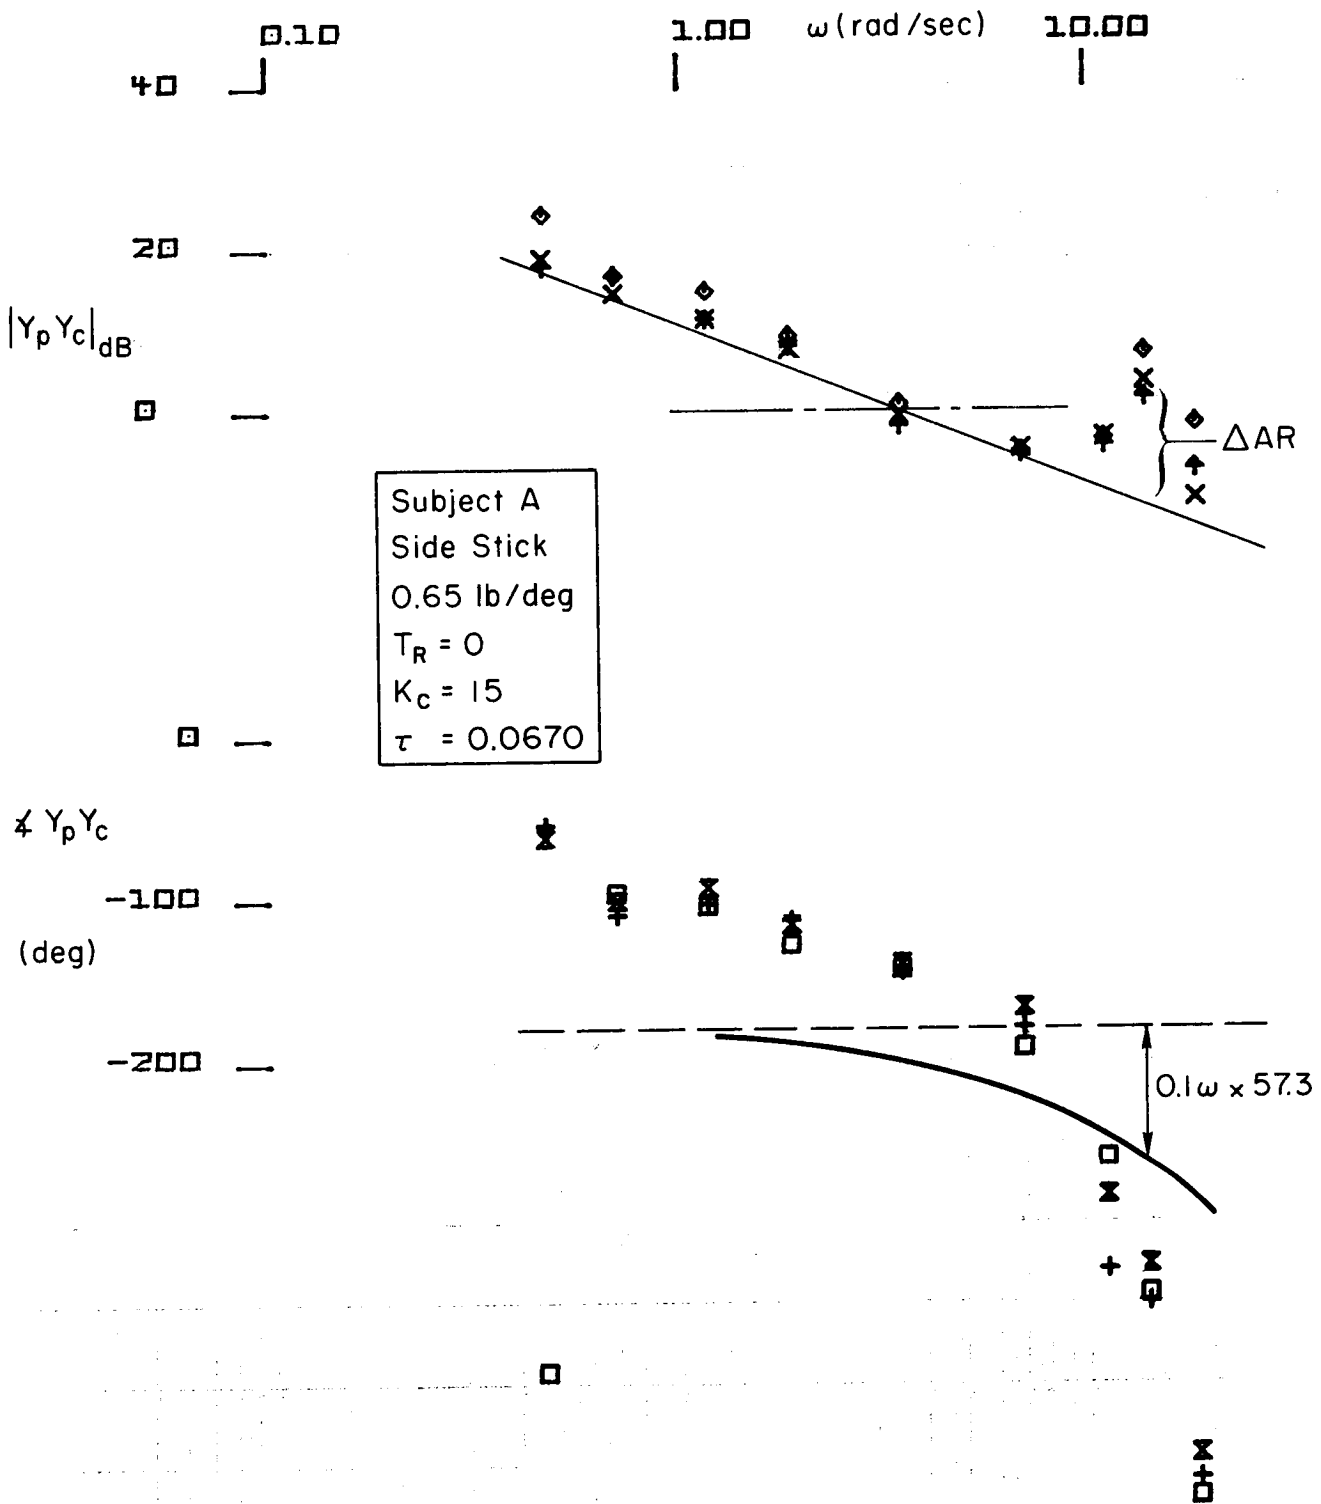 0.10 1.00 ω(rad/sec) 10.00
40
20
|YpYc|dB
0
ΔAR
Subject A
Side Stick
0.65 lb/deg
TR = 0
Kc = 15
τ = 0.0670
0
∡ YpYc
-100
(deg)
-200
0.1ω × 57.3